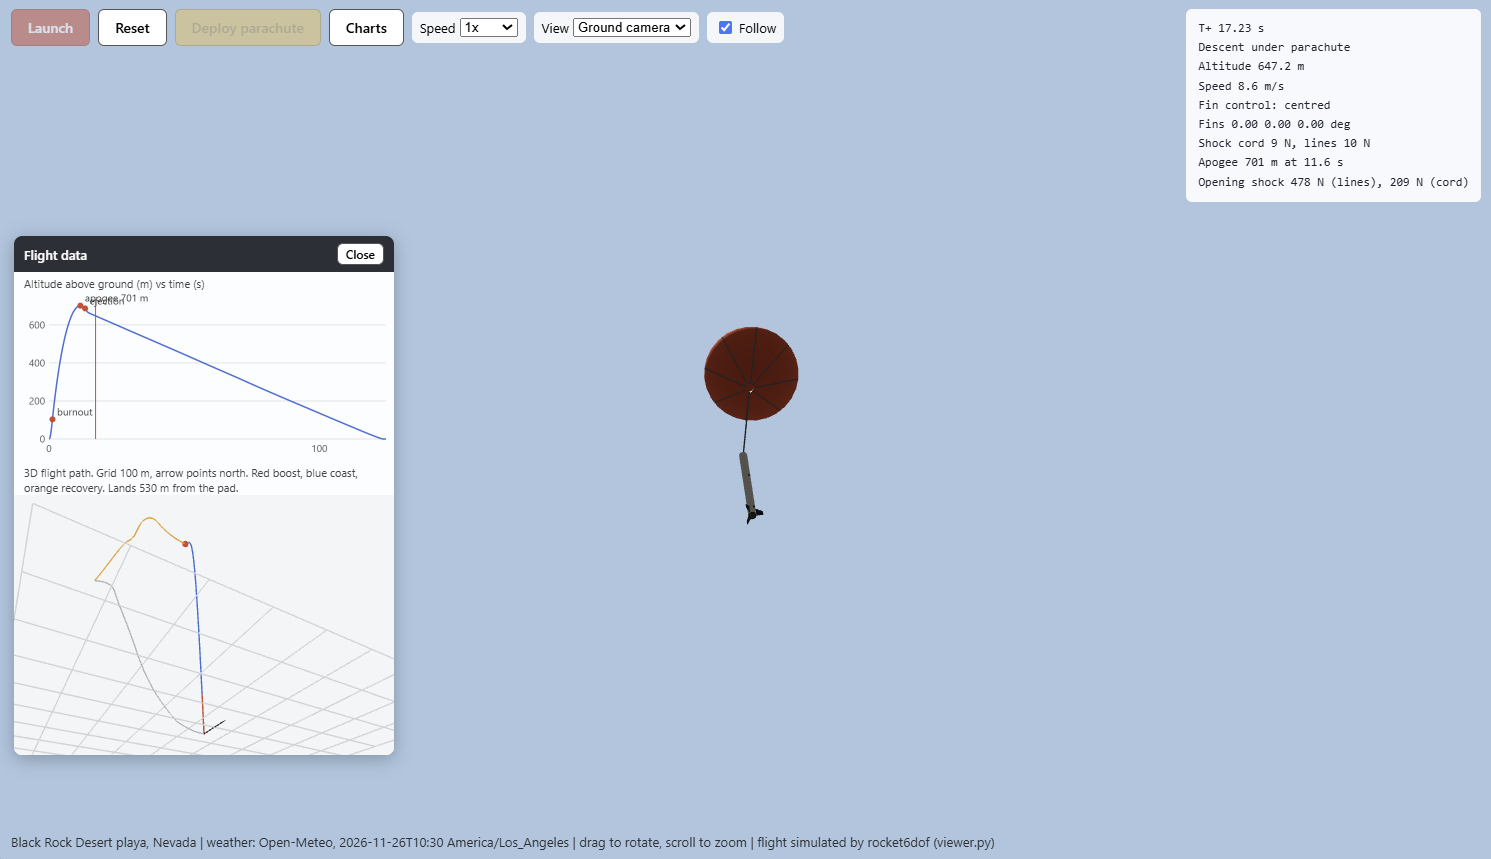 Launch
Reset
Deploy parachute
Charts
Speed 1x
View Ground camera
Follow
T+ 17.23 s
Descent under parachute
Altitude 647.2 m
Speed 8.6 m/s
Fin control: centred
Fins 0.00 0.00 0.00 deg
Shock cord 9 N, lines 10 N
Apogee 701 m at 11.6 s
Opening shock 478 N (lines), 209 N (cord)
Flight data
Close
Altitude above ground (m) vs time (s)
apogee 701 m
ejection
600
400
200
burnout
0
0
100
3D flight path. Grid 100 m, arrow points north. Red boost, blue coast,
orange recovery. Lands 530 m from the pad.
Black Rock Desert playa, Nevada | weather: Open-Meteo, 2026-11-26T10:30 America/Los_Angeles | drag to rotate, scroll to zoom | flight simulated by rocket6dof (viewer.py)